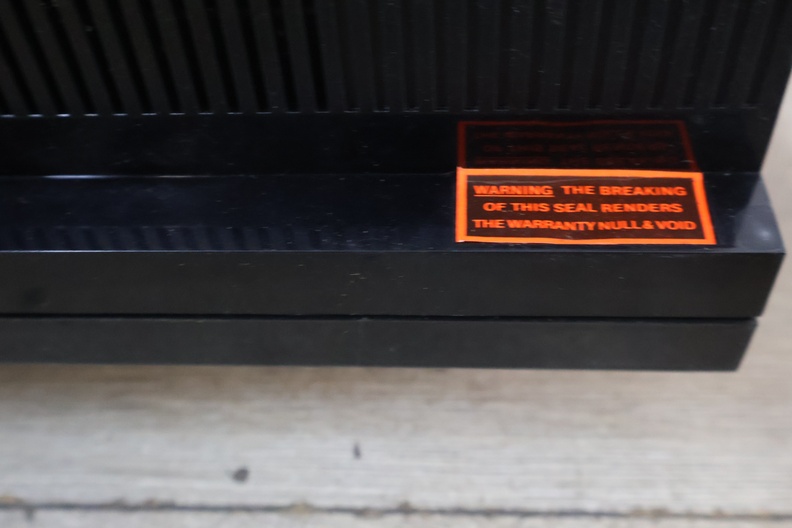 WARNING THE BREAKING
OF THIS SEAL RENDERS
THE WARRANTY NULL & VOID